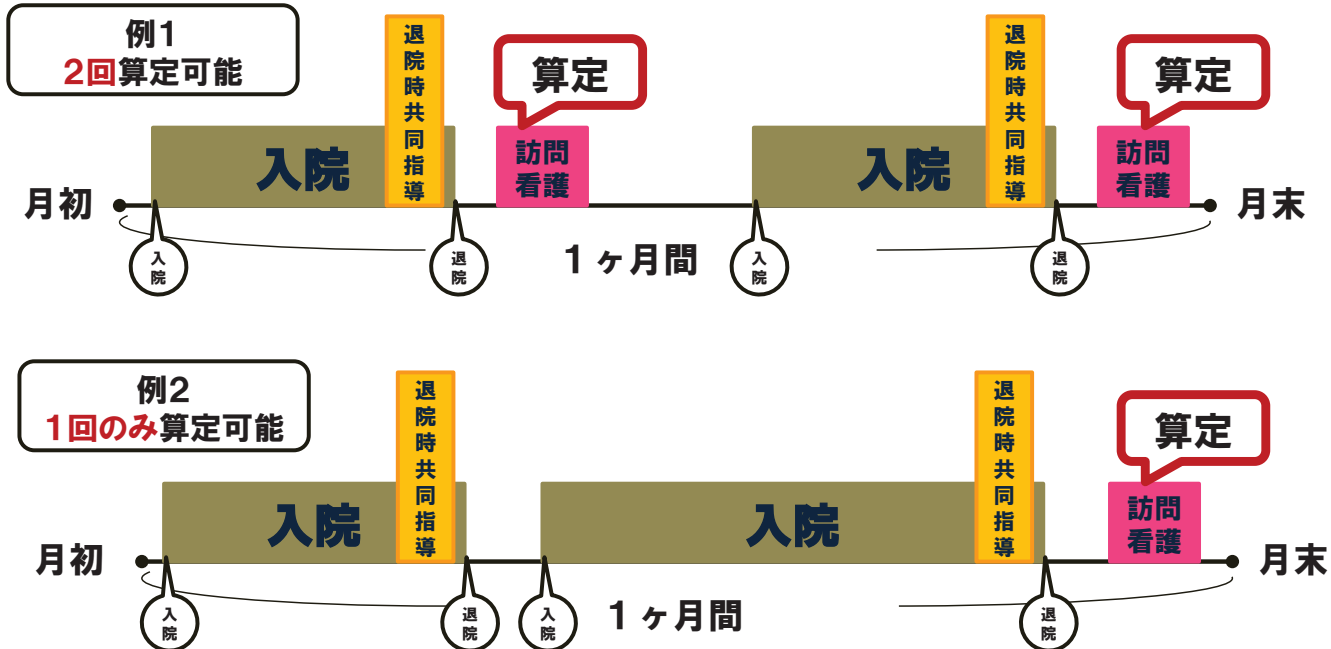 例1
2回算定可能
退院時共同指導
算定
退院時共同指導
算定
入院
訪問
看護
入院
訪問
看護
月初
月末
入院
退院
1ヶ月間
入院
退院
例2
1回のみ算定可能
退院時共同指導
退院時共同指導
算定
入院
入院
訪問
看護
月初
月末
入院
退院
入院
1ヶ月間
退院